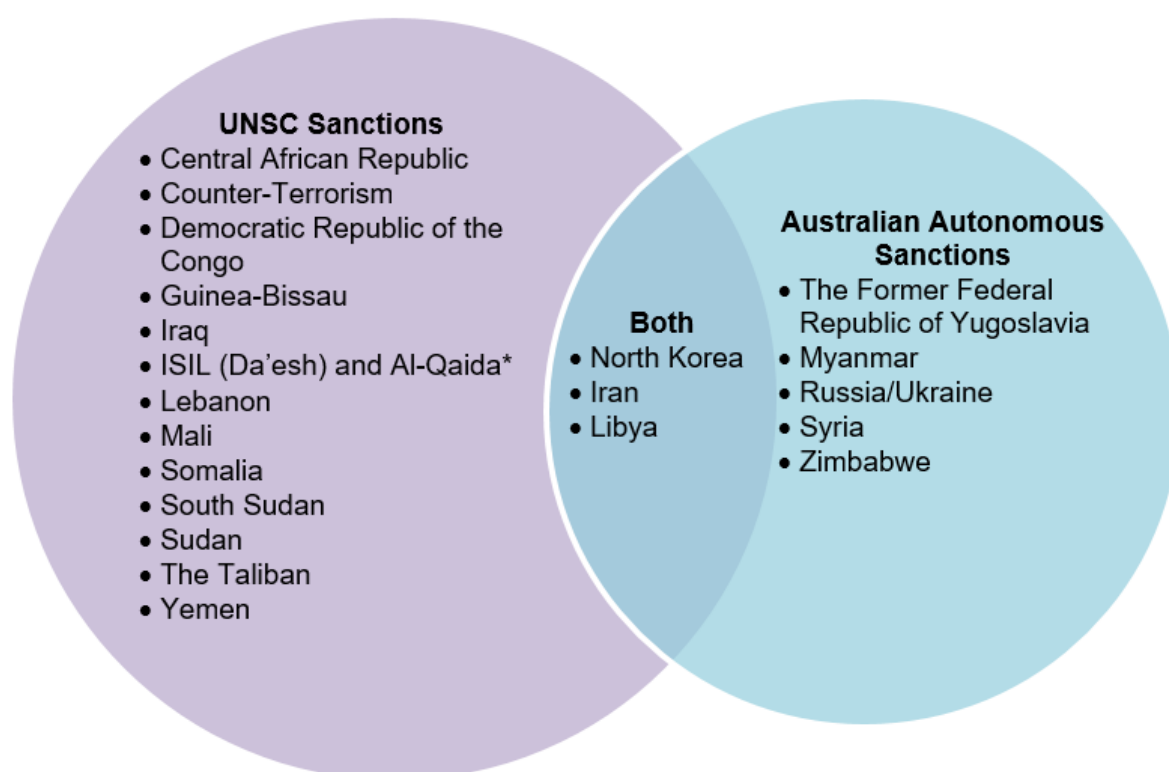 UNSC Sanctions
• Central African Republic
• Counter-Terrorism
• Democratic Republic of the
Congo
• Guinea-Bissau
• Iraq
• ISIL (Da’esh) and Al-Qaida*
• Lebanon
• Mali
• Somalia
• South Sudan
• Sudan
• The Taliban
• Yemen
Both
• North Korea
• Iran
• Libya
Australian Autonomous
Sanctions
• The Former Federal
Republic of Yugoslavia
• Myanmar
• Russia/Ukraine
• Syria
• Zimbabwe